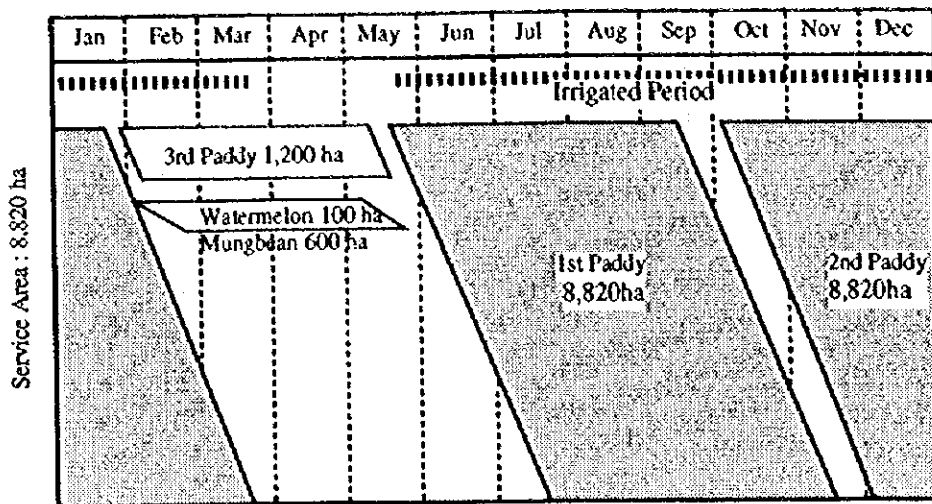 Jan Feb Mar Apr May Jun Jul Aug Sep Oct Nov Dec
Irrigated Period
3rd Paddy 1,200 ha
Watermelon 100 ha
Mungbean 600 ha
1st Paddy
8,820ha
2nd Paddy
8,820ha
Service Area : 8.820 ha